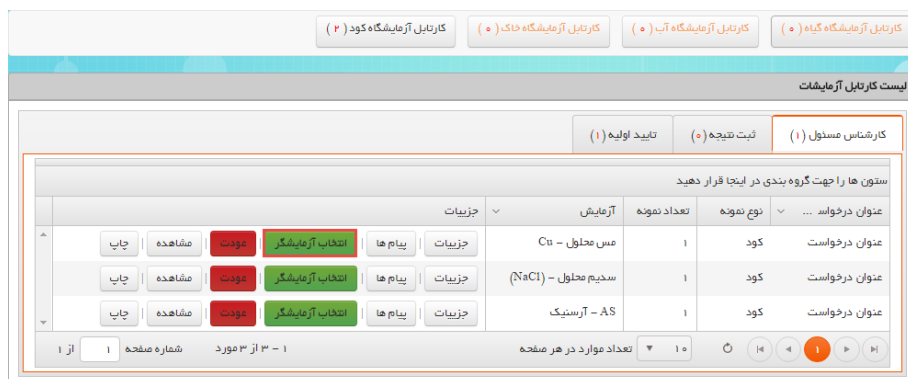 کارتابل آزمایشگاه گیاه ( ۰ ) کارتابل آزمایشگاه آب ( ۰ ) کارتابل آزمایشگاه خاک ( ۰ ) کارتابل آزمایشگاه کود ( ۲ )
لیست کارتابل آزمایشات
کارشناس مسئول (۱) ثبت نتیجه (۰) تایید اولیه (۱)
ستون ها را جهت گروه بندی در اینجا قرار دهید
عنوان درخواس ... نوع نمونه تعداد نمونه آزمایش جزییات
عنوان درخواست کود ۱ مس محلول – Cu جزییات | پیام ها | انتخاب آزمایشگر | عودت | مشاهده | چاپ
عنوان درخواست کود ۱ سدیم محلول – (NaCl) جزییات | پیام ها | انتخاب آزمایشگر | عودت | مشاهده | چاپ
عنوان درخواست کود ۱ AS – آرسنیک جزییات | پیام ها | انتخاب آزمایشگر | عودت | مشاهده | چاپ
۱ ۱۰ تعداد موارد در هر صفحه ۱ – ۳ از ۳ مورد شماره صفحه ۱ از ۱